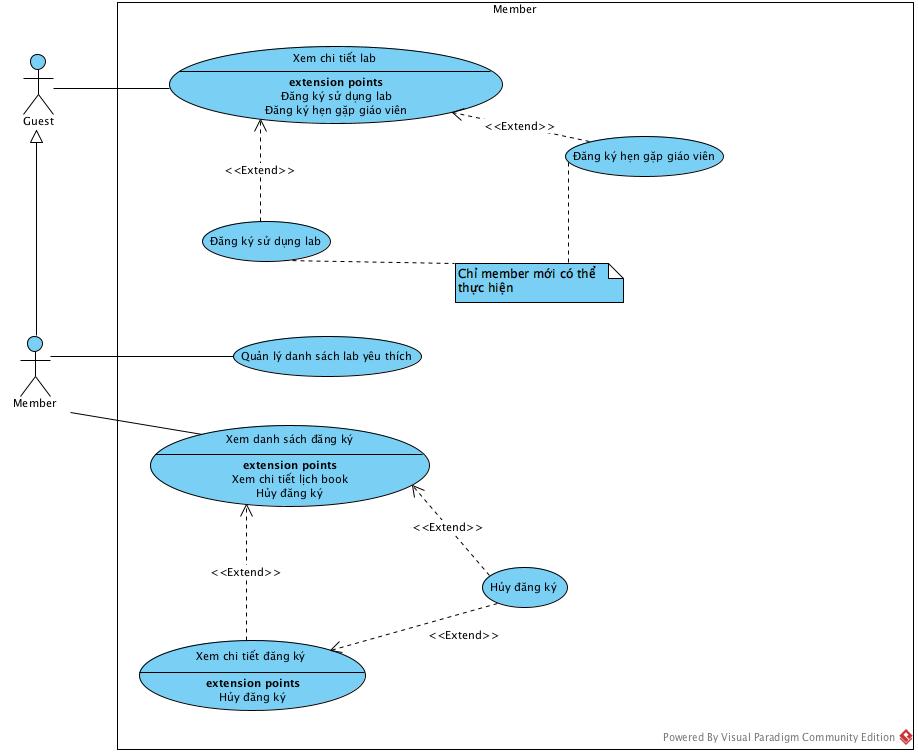 Member
Xem chi tiết lab
extension points
Đăng ký sử dụng lab
Đăng ký hẹn gặp giáo viên
Guest
<<Extend>>
Đăng ký hẹn gặp giáo viên
<<Extend>>
Đăng ký sử dụng lab
Chỉ member mới có thể
thực hiện
Quản lý danh sách lab yêu thích
Member
Xem danh sách đăng ký
extension points
Xem chi tiết lịch book
Hủy đăng ký
<<Extend>>
<<Extend>>
Hủy đăng ký
<<Extend>>
Xem chi tiết đăng ký
extension points
Hủy đăng ký
Powered By Visual Paradigm Community Edition